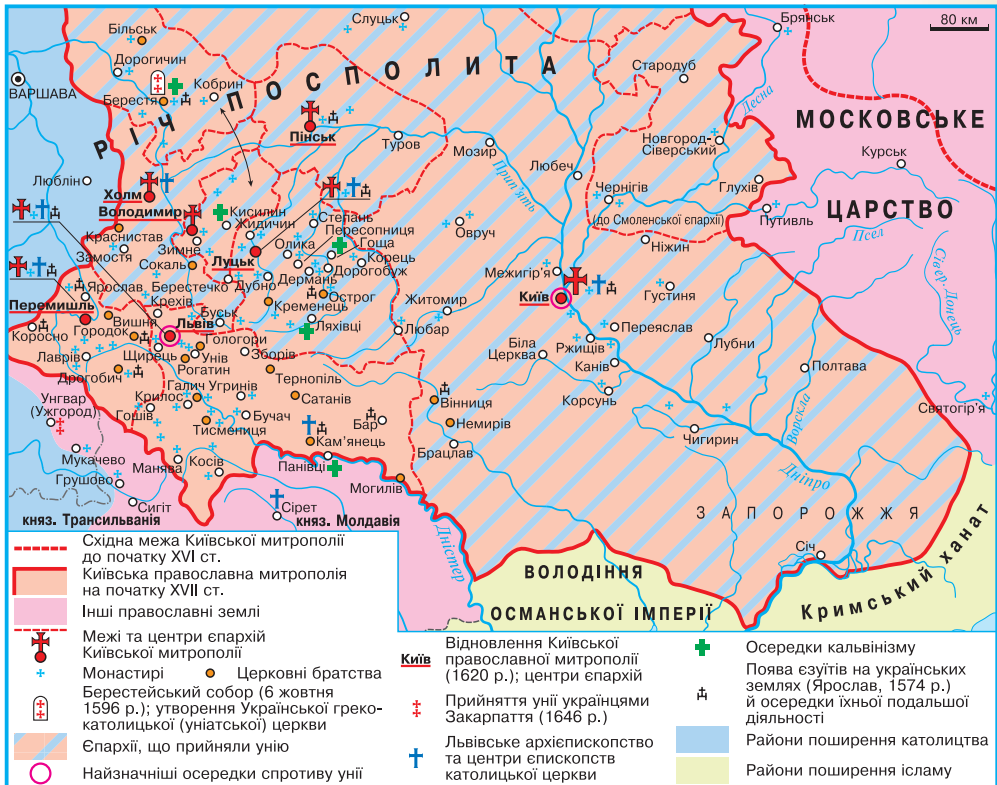 Більськ
Слуцьк
Брянськ
80 км
Дорогичин
ВАРШАВА
Берестя
Кобрин
РІЧ ПОСПОЛИТА
Стародуб
Десна
МОСКОВСЬКЕ
ЦАРСТВО
Пінськ
Туров
Мозир
Прип'ять
Любеч
Новгород-
Сіверський
Курськ
Люблін
Холм
Володимир
Кисилин
Жидичин
Степань
Пересопниця
Гоща
Чернігів
(до Смоленської єпархії)
Глухів
Путивль
Псел
Сівер. Донець
Красностав
Замостя
Зимне
Сокаль
Луцьк
Олика
Корець
Дорогобуж
Овруч
Ніжин
Ярослав
Берестечко
Дубно
Дермань
Острог
Межигір'я
Київ
Густиня
Перемишль
Крехів
Буськ
Кременець
Житомир
Вишня
Городок
Львів
Ляхівці
Любар
Коросно
Лаврів
Щирець
Гологори
Унів
Зборів
Рогатин
Біла
Церква
Ржищів
Переяслав
Лубни
Канів
Полтава
Дрогобич
Галич
Угринів
Тернопіль
Сатанів
Вінниця
Корсунь
Унгвар
(Ужгород)
Крилос
Гошів
Тисмениця
Бучач
Бар
Немирів
Чигирин
Ворскла
Святогір'я
Мукачево
Грушово
Манява
Косів
Кам'янець
Брацлав
Панівці
Могилів
Дніпро
Сигіт
Сірет
княз. Трансильванія
княз. Молдавія
Дністер
ЗАПОРОЖЖЯ
Січ
ВОЛОДІННЯ
ОСМАНСЬКОЇ ІМПЕРІЇ
Кримський ханат
Східна межа Київської митрополії
до початку XVI ст.
Київська православна митрополія
на початку XVII ст.
Інші православні землі
Межі та центри єпархій
Київської митрополії
Монастирі
Церковні братства
Берестейський собор (6 жовтня
1596 р.); утворення Української греко-
католицької (уніатської) церкви
Єпархії, що прийняли унію
Найзначніші осередки спротиву унії
Київ
Відновлення Київської
православної митрополії
(1620 р.); центри єпархій
Прийняття унії українцями
Закарпаття (1646 р.)
Львівське архієпископство
та центри єпископств
католицької церкви
Осередки кальвінізму
Поява єзуїтів на українських
землях (Ярослав, 1574 р.)
й осередки їхньої подальшої
діяльності
Райони поширення католицтва
Райони поширення ісламу